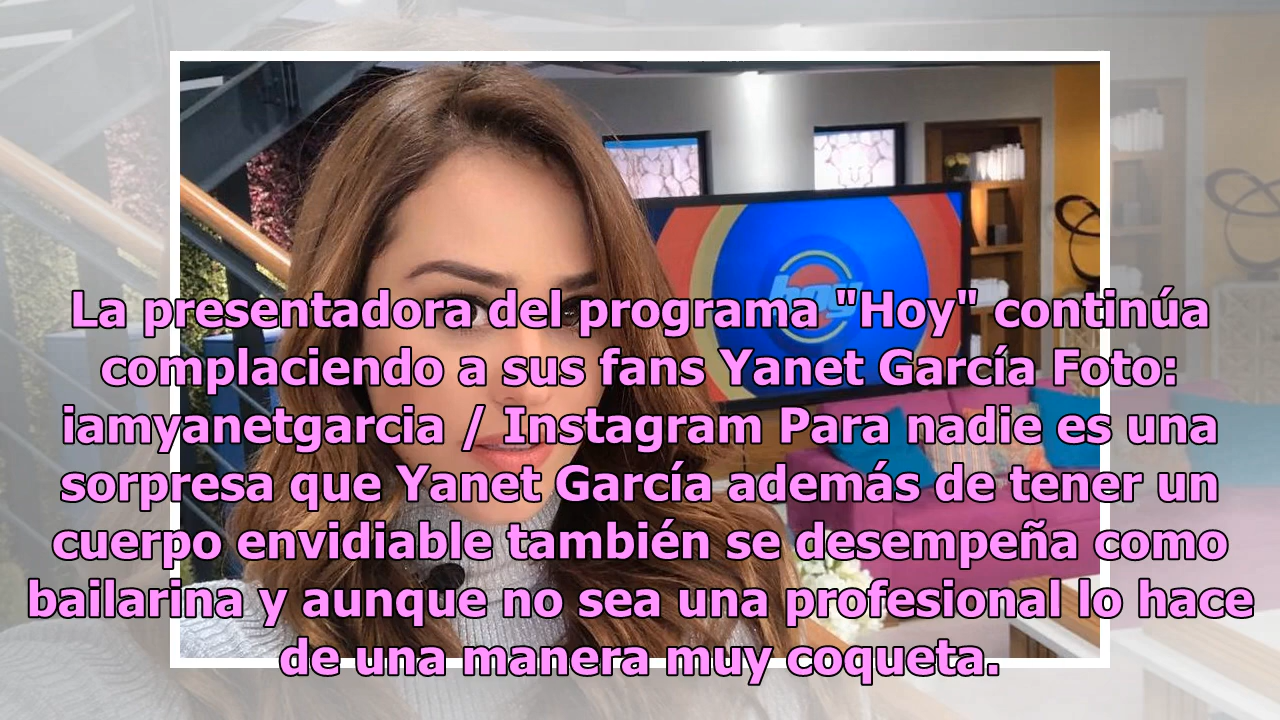 hoy
La presentadora del programa "Hoy" continúa
complaciendo a sus fans Yanet García Foto:
iamyanetgarcia / Instagram Para nadie es una
sorpresa que Yanet García además de tener un
cuerpo envidiable también se desempeña como
bailarina y aunque no sea una profesional lo hace
de una manera muy coqueta.